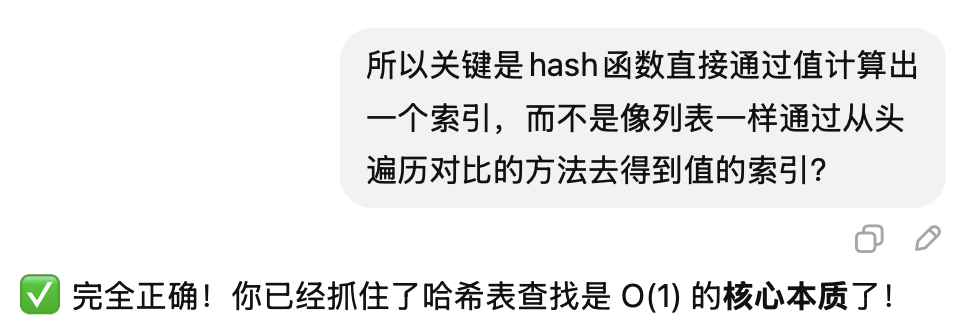 所以关键是hash函数直接通过值计算出
一个索引，而不是像列表一样通过从头
遍历对比的方法去得到值的索引？
✅ 完全正确！你已经抓住了哈希表查找是 O(1) 的核心本质了！